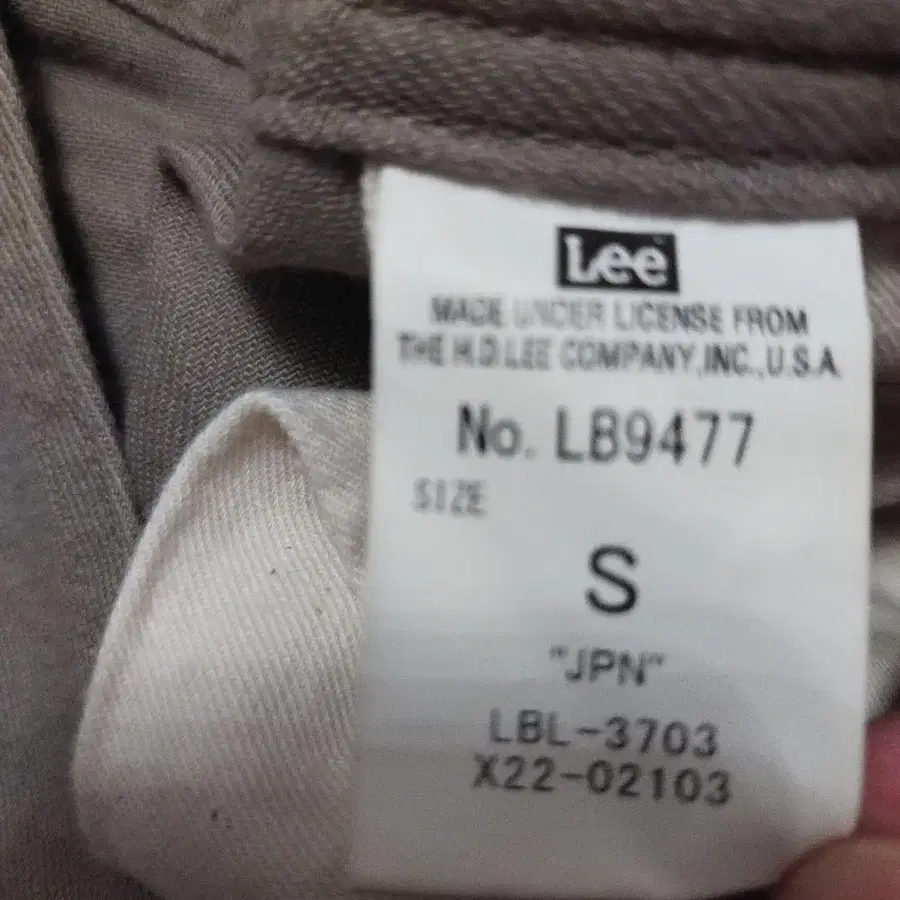 Lee
MADE UNDER LICENSE FROM
THE H.D.LEE COMPANY,INC.,U.S.A.
No. LB9477
SIZE
S
"JPN"
LBL-3703
X22-02103